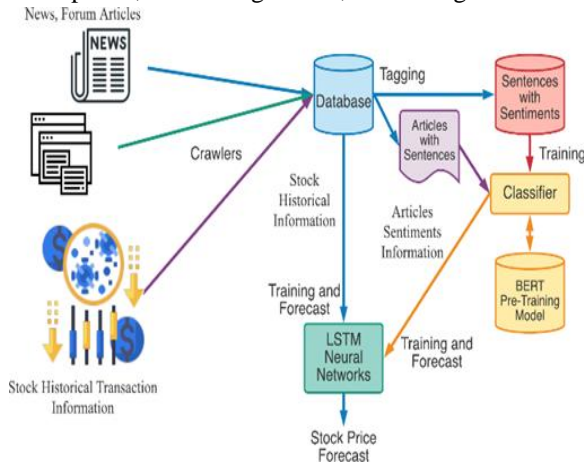 News, Forum Articles
NEWS
Crawlers
Stock Historical Transaction
Information
Database
Tagging
Sentences
with
Sentiments
Articles
with
Sentences
Training
Classifier
BERT
Pre-Training
Model
Stock
Historical
Information
Articles
Sentiments
Information
Training and
Forecast
LSTM
Neural
Networks
Training and
Forecast
Stock Price
Forecast